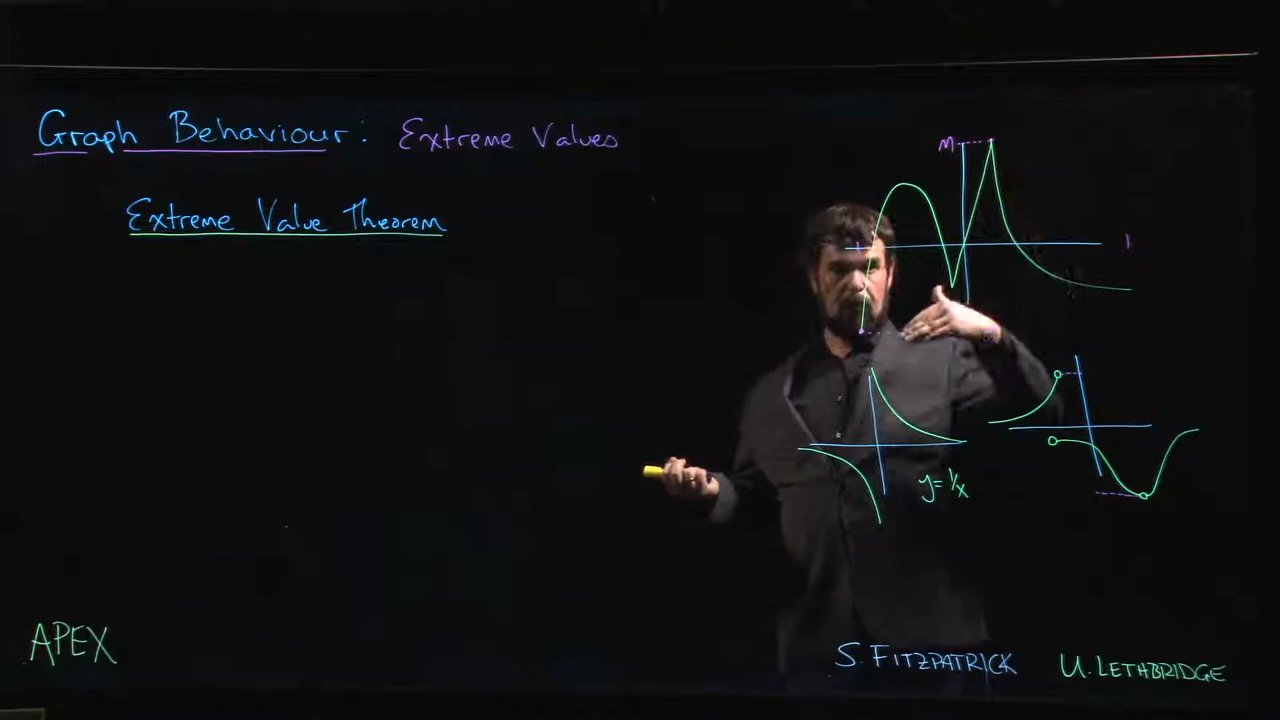 Graph Behaviour: Extreme Values
Extreme Value Theorem
M
y = 1/x
APEX
S. FITZPATRICK
U. LETHBRIDGE